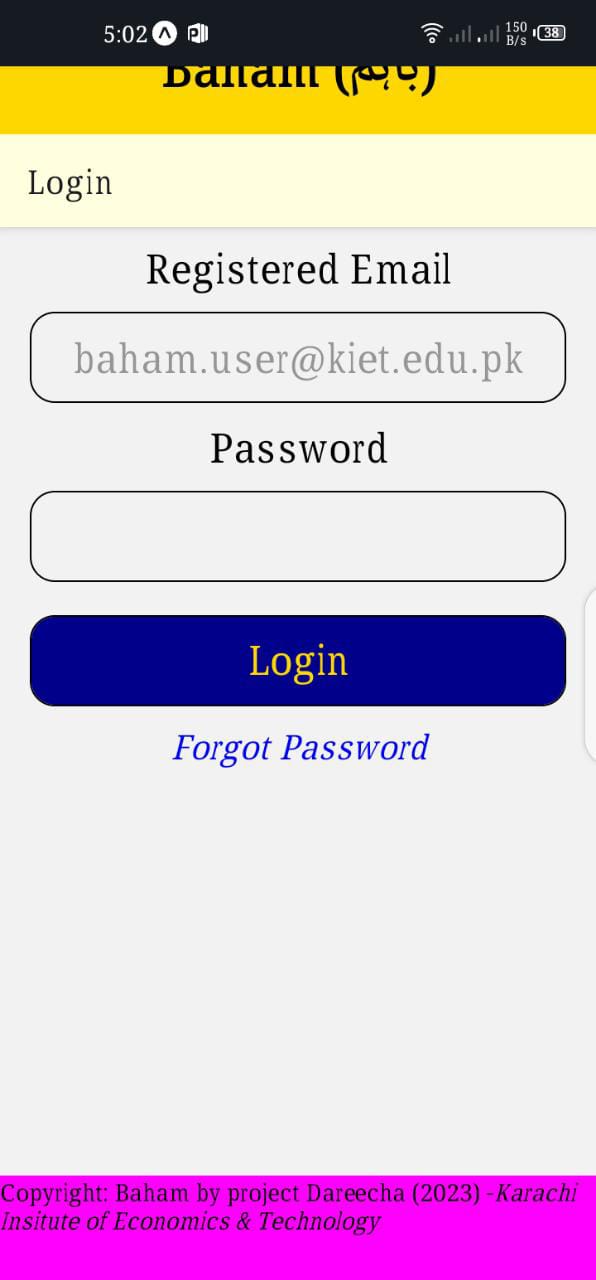 5:02
150
B/s
38
Baham (باہم)
Login
Registered Email
baham.user@kiet.edu.pk
Password
Login
Forgot Password
Copyright: Baham by project Dareecha (2023) -Karachi
Insitute of Economics & Technology